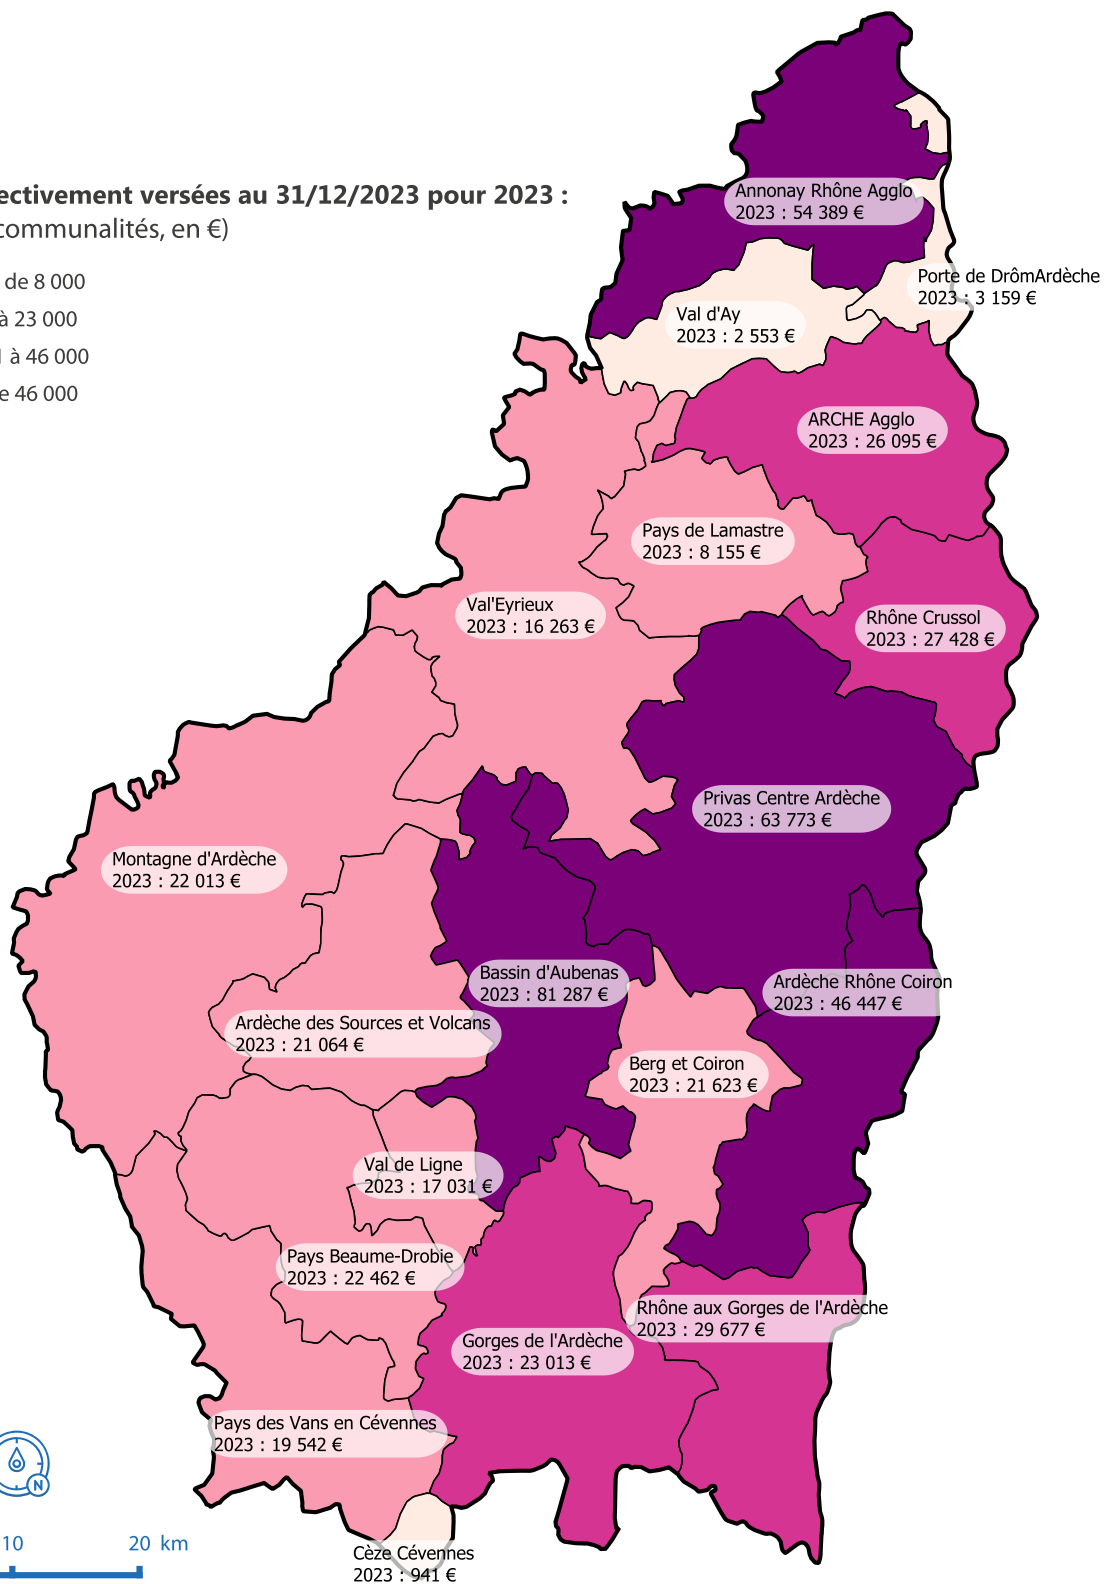 ectivement versées au 31/12/2023 pour 2023 :
communalités, en €)
de 8 000
à 23 000
à 46 000
e 46 000
Annonay Rhône Agglo
2023 : 54 389 €
Porte de DrômArdèche
2023 : 3 159 €
Val d'Ay
2023 : 2 553 €
ARCHE Agglo
2023 : 26 095 €
Pays de Lamastre
2023 : 8 155 €
Val'Eyrieux
2023 : 16 263 €
Rhône Crussol
2023 : 27 428 €
Privas Centre Ardèche
2023 : 63 773 €
Montagne d'Ardèche
2023 : 22 013 €
Bassin d'Aubenas
2023 : 81 287 €
Ardèche Rhône Coiron
2023 : 46 447 €
Ardèche des Sources et Volcans
2023 : 21 064 €
Berg et Coiron
2023 : 21 623 €
Val de Ligne
2023 : 17 031 €
Pays Beaume-Drobie
2023 : 22 462 €
Rhône aux Gorges de l'Ardèche
2023 : 29 677 €
Gorges de l'Ardèche
2023 : 23 013 €
Pays des Vans en Cévennes
2023 : 19 542 €
N
10 20 km
Cèze Cévennes
2023 : 941 €